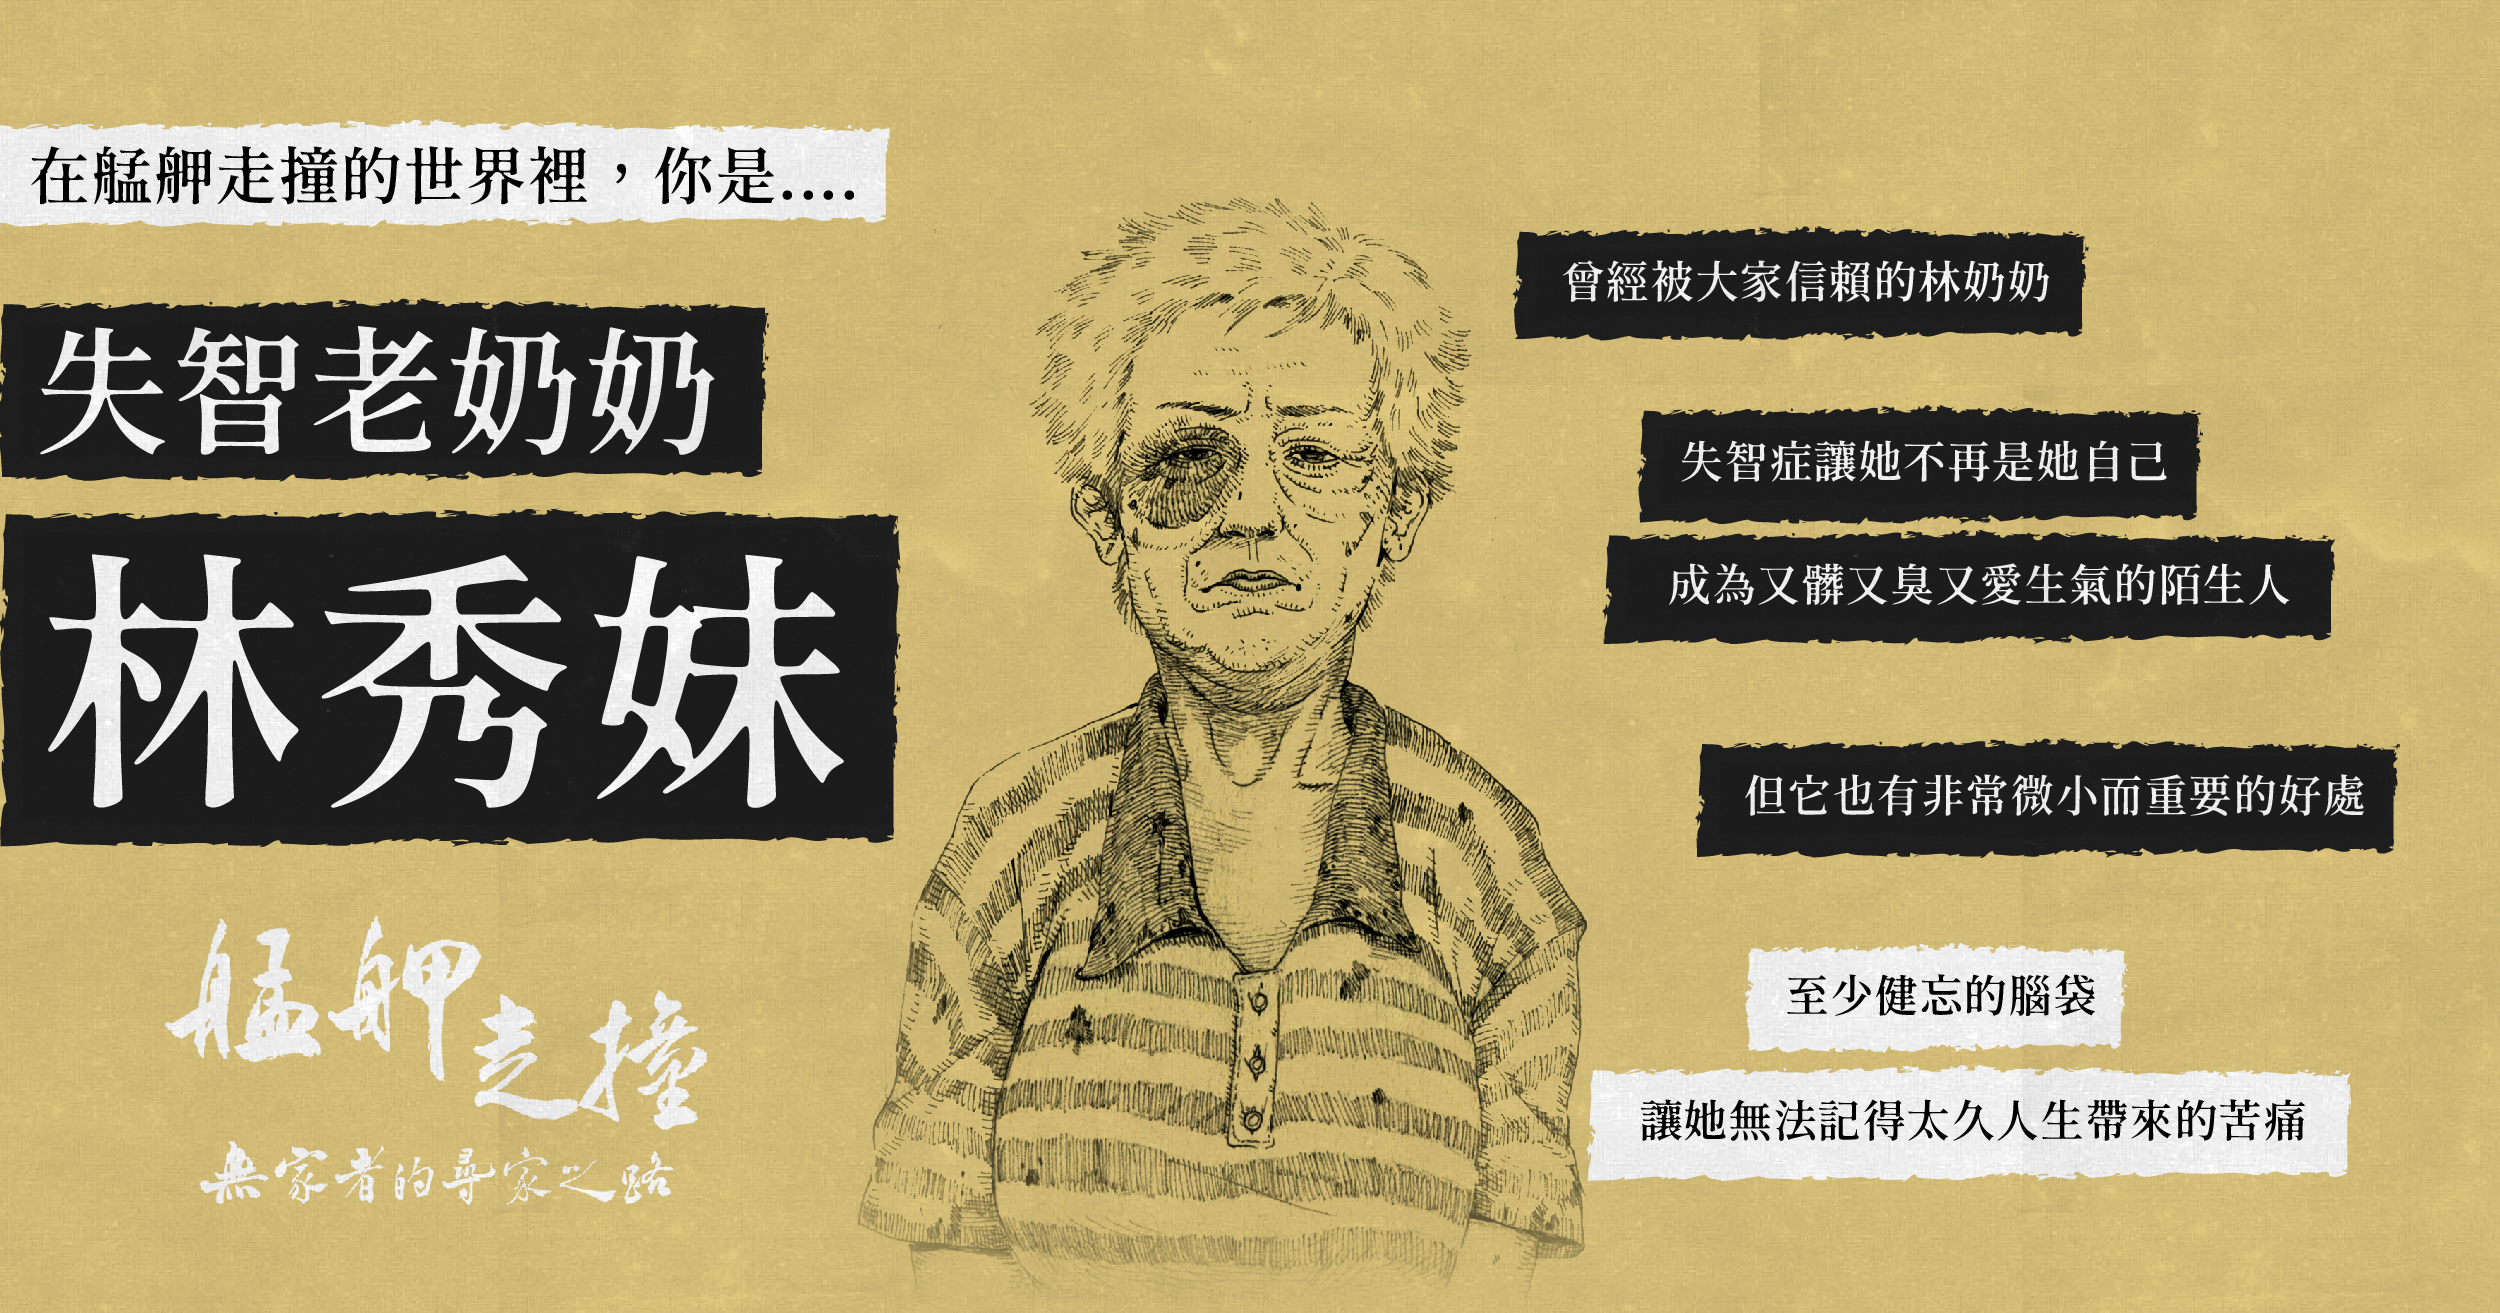 在艋舺走撞的世界裡，你是....
失智老奶奶
林秀妹
艋舺走撞
無家者的尋家之路
曾經被大家信賴的林奶奶
失智症讓她不再是她自己
成為又髒又臭又愛生氣的陌生人
但它也有非常微小而重要的好處
至少健忘的腦袋
讓她無法記得太久人生帶來的苦痛